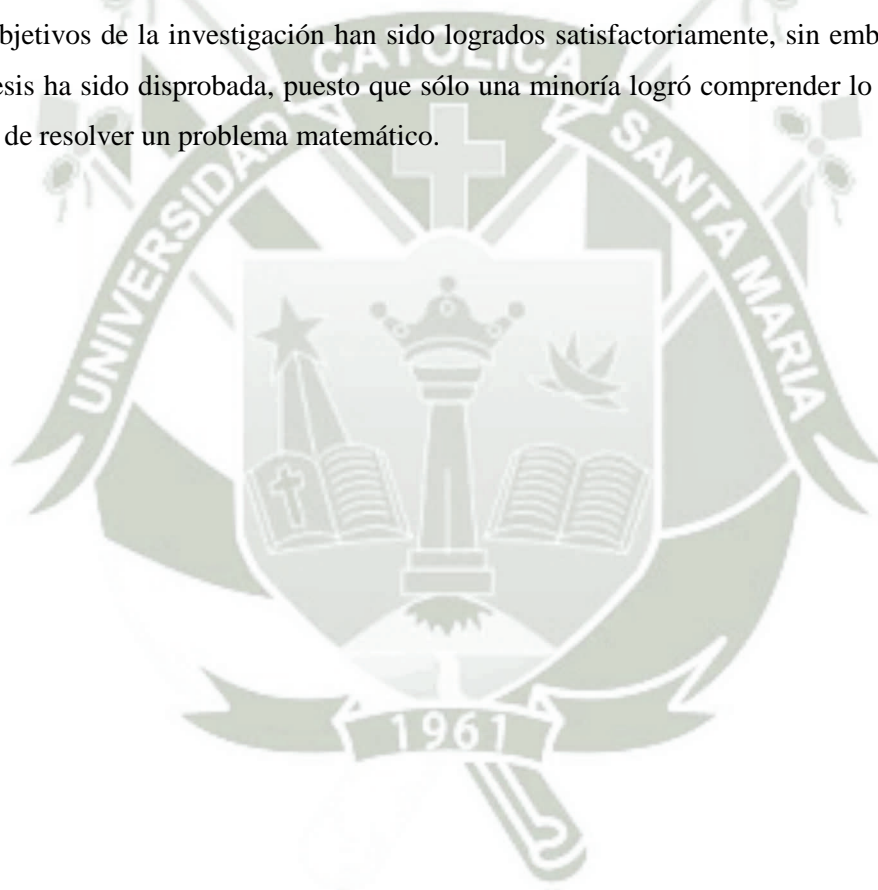 bjetivos de la investigación han sido logrados satisfactoriamente, sin emb
esis ha sido disprobada, puesto que sólo una minoría logró comprender lo
de resolver un problema matemático.
UNIVERSIDAD CATOLICA SANTA MARIA
1961